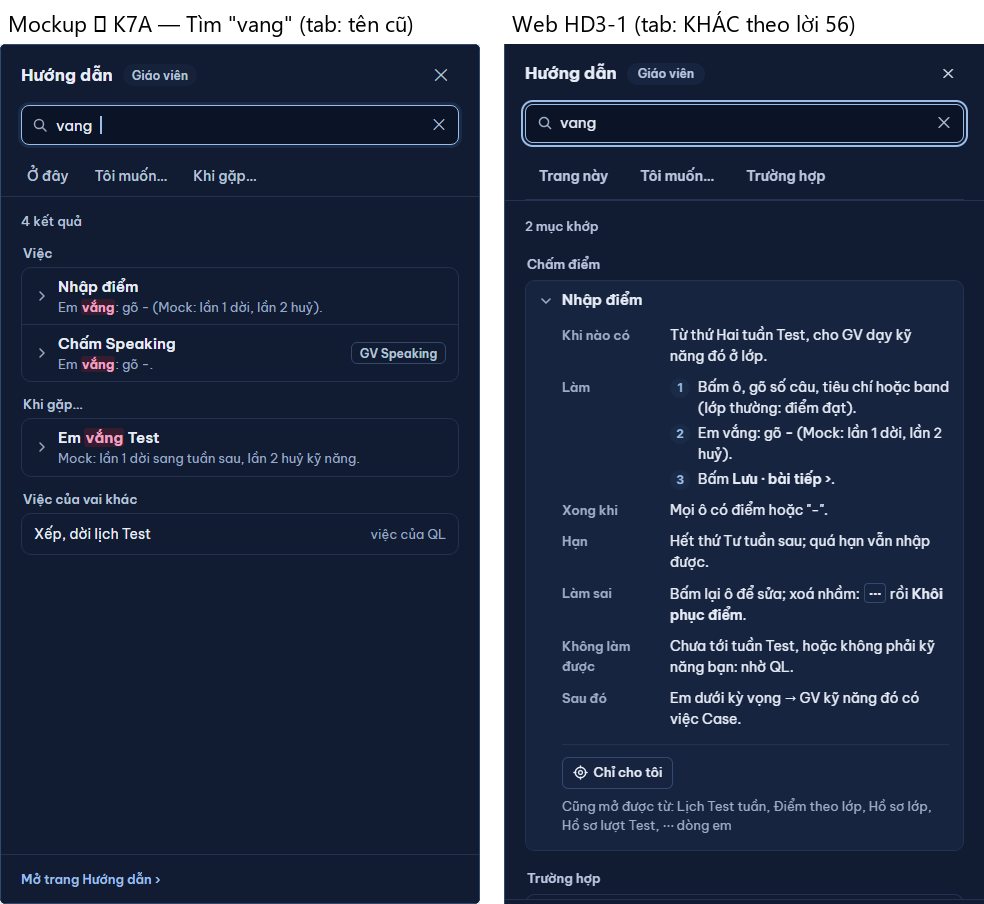 Mockup K7A — Tìm "vang" (tab: tên cũ)
Hướng dẫn Giáo viên
vang
Ở đây Tôi muốn... Khi gặp...
4 kết quả
Việc
Nhập điểm
Em vắng: gõ - (Mock: lần 1 dời, lần 2 huỷ).
Chấm Speaking
GV Speaking
Em vắng: gõ -.
Khi gặp...
Em vắng Test
Mock: lần 1 dời sang tuần sau, lần 2 huỷ kỹ năng.
Việc của vai khác
Xếp, dời lịch Test việc của QL
Mở trang Hướng dẫn ›
Web HD3-1 (tab: KHÁC theo lời 56)
Hướng dẫn Giáo viên
vang
Trang này Tôi muốn... Trường hợp
2 mục khớp
Chấm điểm
Nhập điểm
Khi nào có Từ thứ Hai tuần Test, cho GV dạy kỹ
năng đó ở lớp.
Làm 1 Bấm ô, gõ số câu, tiêu chí hoặc band
(lớp thường: điểm đạt).
2 Em vắng: gõ - (Mock: lần 1 dời, lần 2
huỷ).
3 Bấm Lưu · bài tiếp ›.
Xong khi Mọi ô có điểm hoặc "-".
Hạn Hết thứ Tư tuần sau; quá hạn vẫn nhập
được.
Làm sai Bấm lại ô để sửa; xoá nhầm: ··· rồi Khôi
phục điểm.
Không làm Chưa tới tuần Test, hoặc không phải kỹ
được năng bạn: nhờ QL.
Sau đó Em dưới kỳ vọng → GV kỹ năng đó có
việc Case.
Chỉ cho tôi
Cũng mở được từ: Lịch Test tuần, Điểm theo lớp, Hồ sơ lớp,
Hồ sơ lượt Test, ··· dòng em
Trường hợp